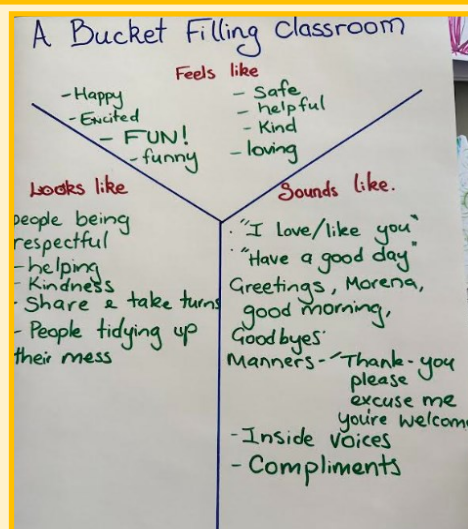 A Bucket Filling Classroom
Feels like
- Happy
- Excited
- FUN!
- funny
- Safe
- helpful
- Kind
- loving
Looks like
people being
respectful
- helping
- Kindness
- Share & take turns
- People tidying up
their mess
Sounds like.
. "I love/like you"
. "Have a good day"
Greetings, Morena,
good morning,
Goodbyes.
Manners - "Thank-you
please
excuse me
you're welcome
- Inside voices
- Compliments